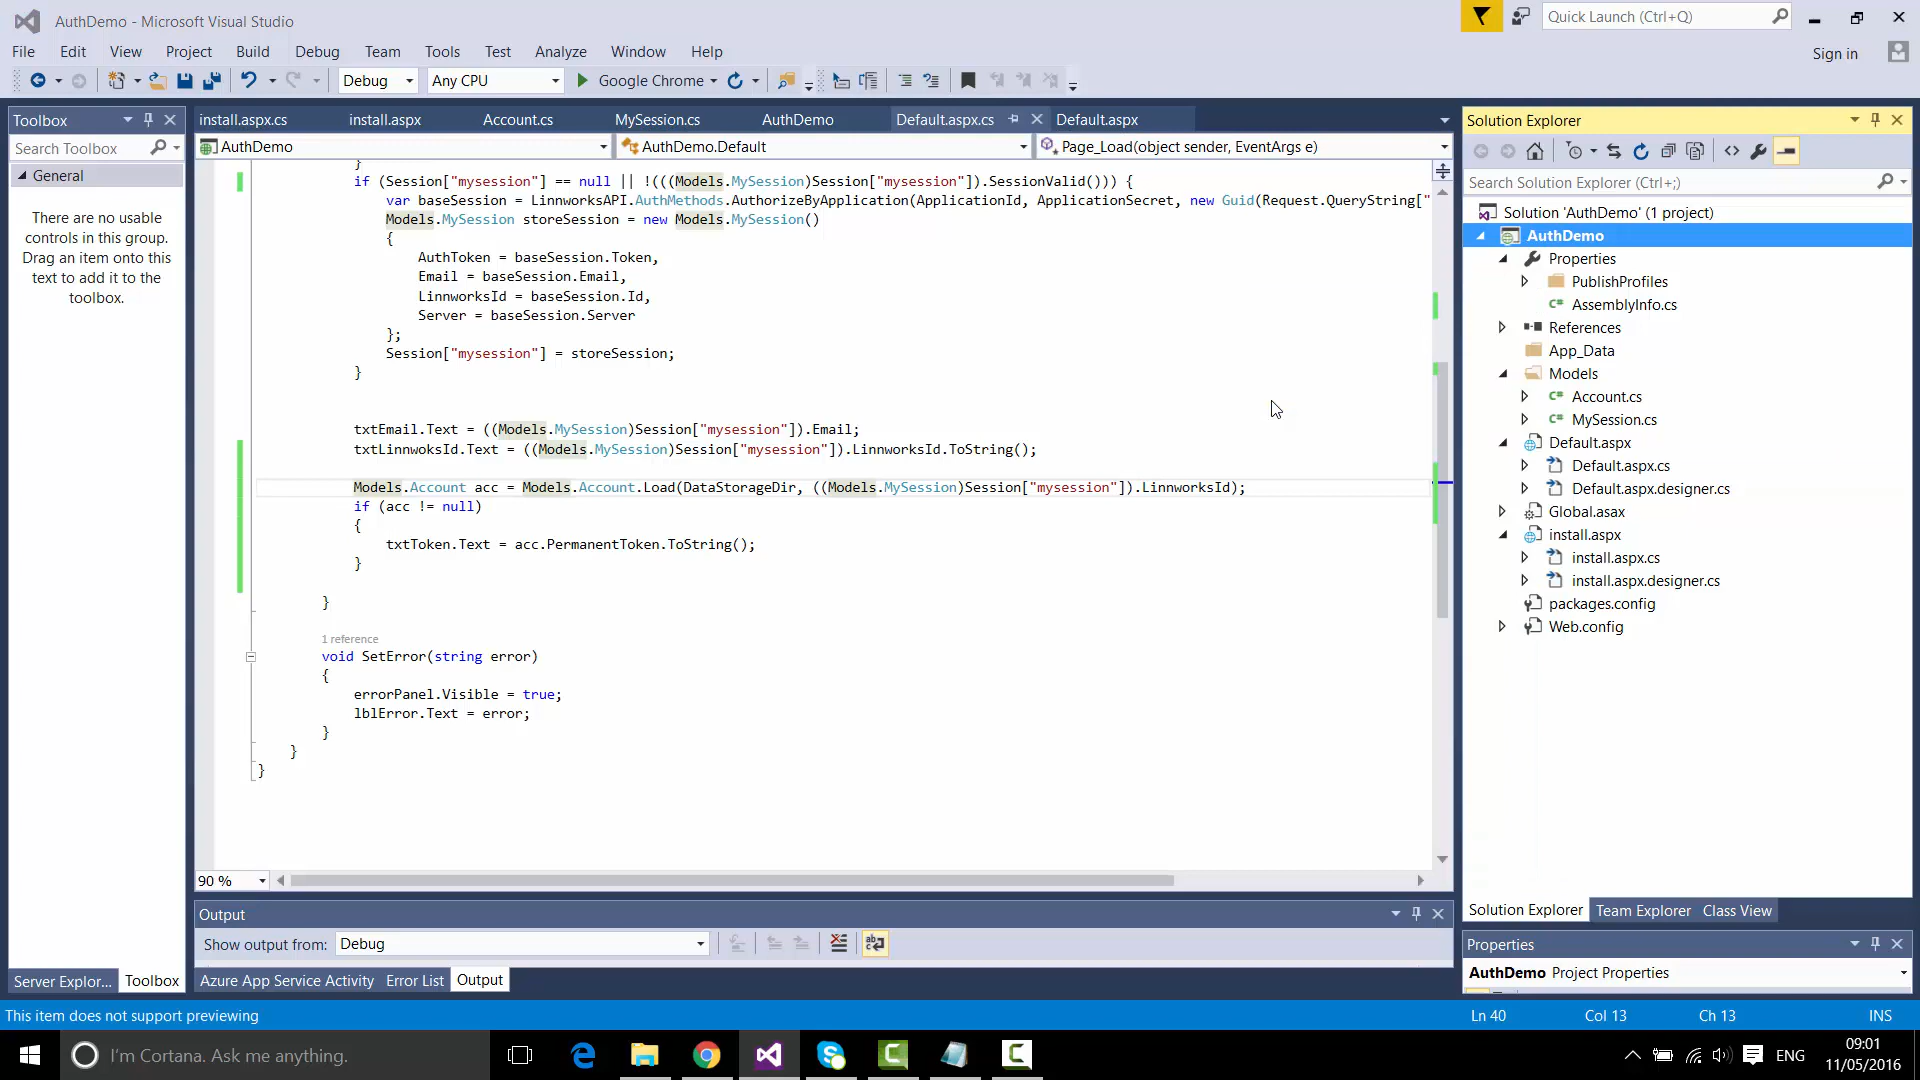 AuthDemo - Microsoft Visual Studio
Quick Launch (Ctrl+Q)
File Edit View Project Build Debug Team Tools Test Analyze Window Help
Sign in
Debug Any CPU Google Chrome
Toolbox
Search Toolbox
General
There are no usable
controls in this group.
Drag an item onto this
text to add it to the
toolbox.
Server Explor... Toolbox
install.aspx.cs install.aspx Account.cs MySession.cs AuthDemo Default.aspx.cs Default.aspx
AuthDemo AuthDemo.Default Page_Load(object sender, EventArgs e)
}
if (Session["mysession"] == null || !(((Models.MySession)Session["mysession"]).SessionValid())) {
var baseSession = LinnworksAPI.AuthMethods.AuthorizeByApplication(ApplicationId, ApplicationSecret, new Guid(Request.QueryString["
Models.MySession storeSession = new Models.MySession()
{
AuthToken = baseSession.Token,
Email = baseSession.Email,
LinnworksId = baseSession.Id,
Server = baseSession.Server
};
Session["mysession"] = storeSession;
}
txtEmail.Text = ((Models.MySession)Session["mysession"]).Email;
txtLinnwoksId.Text = ((Models.MySession)Session["mysession"]).LinnworksId.ToString();
Models.Account acc = Models.Account.Load(DataStorageDir, ((Models.MySession)Session["mysession"]).LinnworksId);
if (acc != null)
{
txtToken.Text = acc.PermanentToken.ToString();
}
}
1 reference
void SetError(string error)
{
errorPanel.Visible = true;
lblError.Text = error;
}
}
}
90 %
Output
Show output from: Debug
Azure App Service Activity Error List Output
Solution Explorer
Search Solution Explorer (Ctrl+;)
Solution 'AuthDemo' (1 project)
AuthDemo
Properties
PublishProfiles
C# AssemblyInfo.cs
References
App_Data
Models
C# Account.cs
C# MySession.cs
Default.aspx
Default.aspx.cs
Default.aspx.designer.cs
Global.asax
install.aspx
install.aspx.cs
install.aspx.designer.cs
packages.config
Web.config
Solution Explorer Team Explorer Class View
Properties
AuthDemo Project Properties
This item does not support previewing
Ln 40 Col 13 Ch 13 INS
I'm Cortana. Ask me anything.
ENG
09:01
11/05/2016